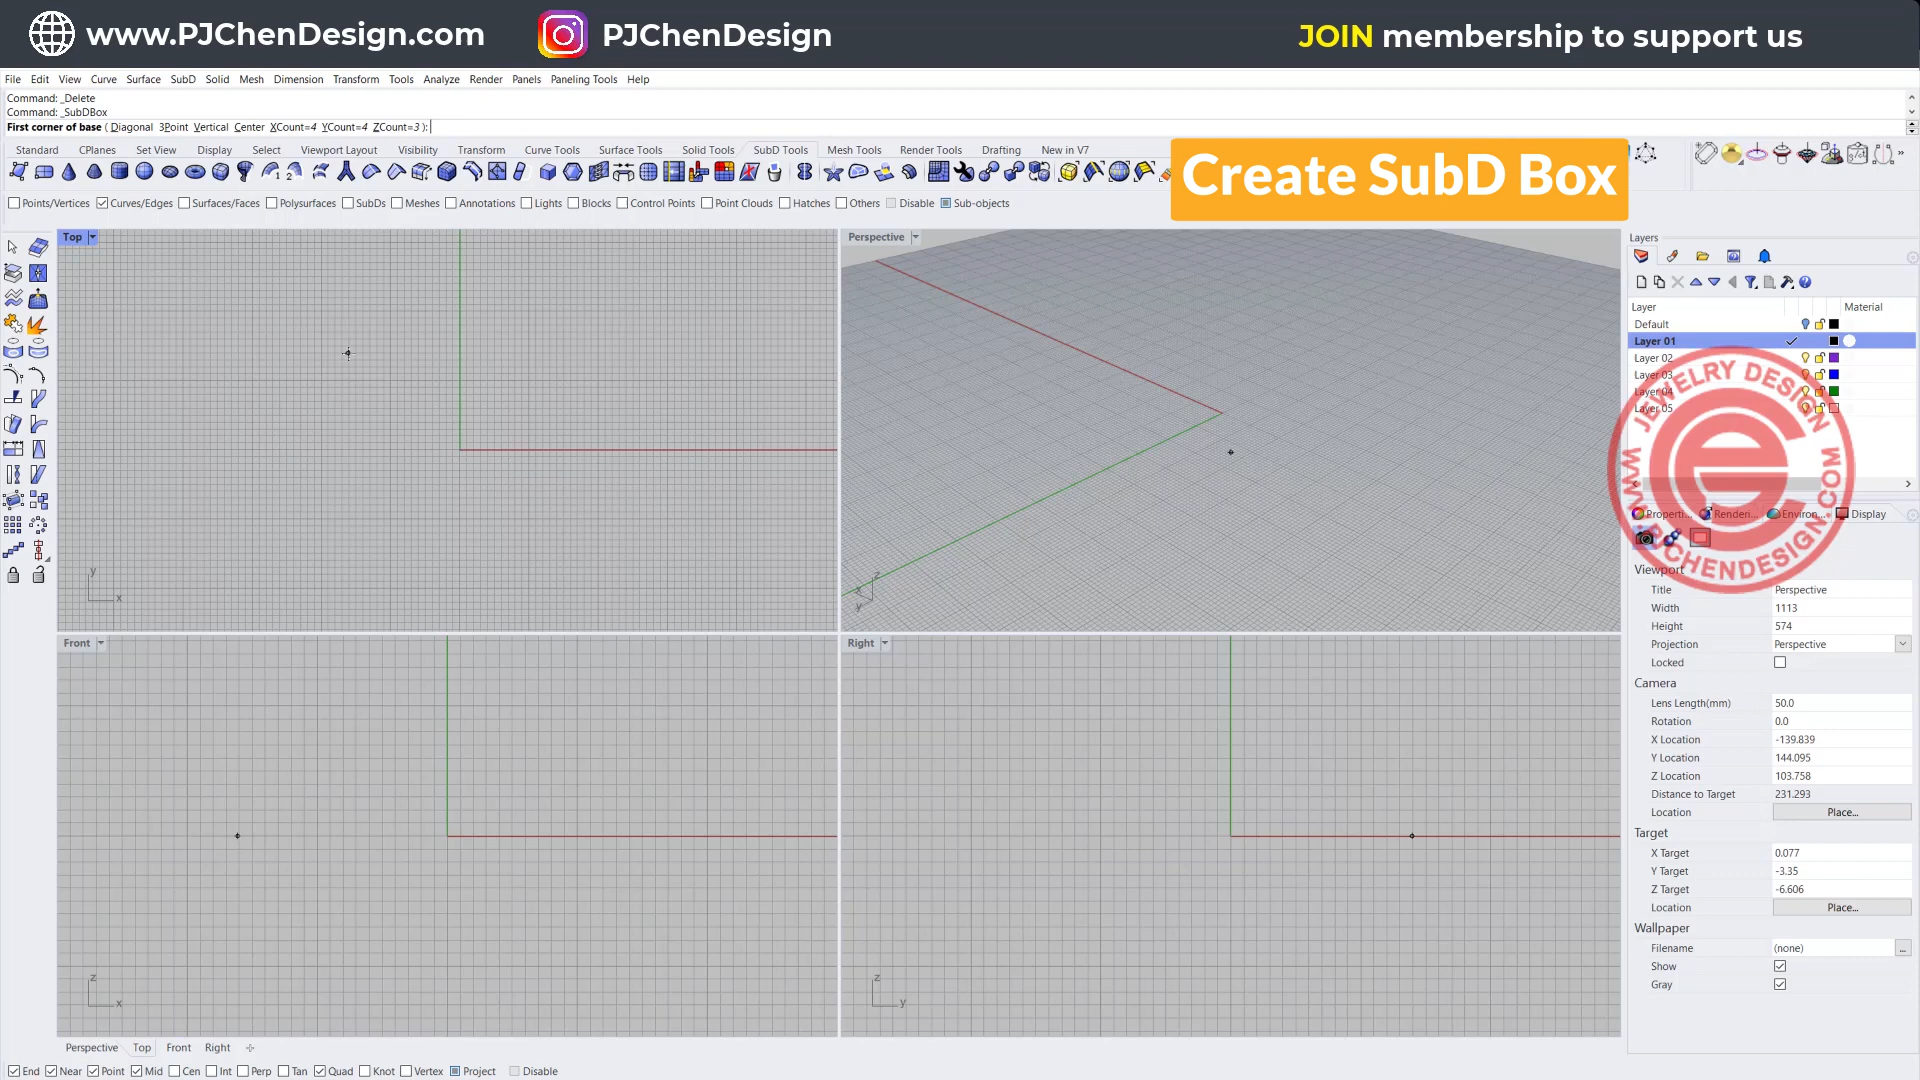 www.PJChenDesign.com PJChenDesign JOIN membership to support us
File Edit View Curve Surface SubD Solid Mesh Dimension Transform Tools Analyze Render Panels Paneling Tools Help
Command: _Delete
Command: _SubDBox
First corner of base ( Diagonal 3Point Vertical Center XCount=4 YCount=4 ZCount=3 ):
Standard CPlanes Set View Display Select Viewport Layout Visibility Transform Curve Tools Surface Tools Solid Tools SubD Tools Mesh Tools Render Tools Drafting New in V7
Create SubD Box
Points/Vertices Curves/Edges Surfaces/Faces Polysurfaces SubDs Meshes Annotations Lights Blocks Control Points Point Clouds Hatches Others Disable Sub-objects
Top Perspective Layers
Layer Material
Default
Layer 01
Layer 02
Layer 03
Layer 04
Layer 05
JEWELRY DESIGN
WWW.PJCHENDESIGN.COM
Properti... Renderi... Environ... Display
Viewport
Title Perspective
Width 1113
Height 574
Projection Perspective
Locked
Camera
Lens Length(mm) 50.0
Rotation 0.0
X Location -139.839
Y Location 144.095
Z Location 103.758
Distance to Target 231.293
Location Place...
Target
X Target 0.077
Y Target -3.35
Z Target -6.606
Location Place...
Wallpaper
Filename (none) ...
Show
Gray
y x
z x y
Front Right
z x
z y
Perspective Top Front Right
End Near Point Mid Cen Int Perp Tan Quad Knot Vertex Project Disable